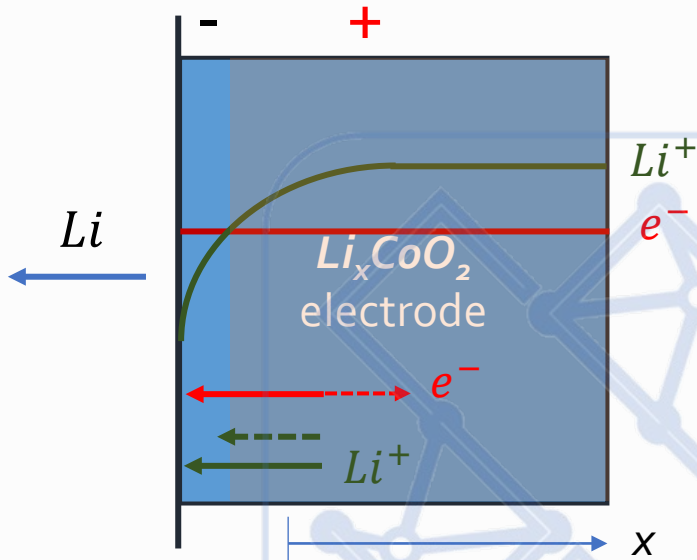 - +
Li⁺
e⁻
Li
LiₓCoO₂
electrode
e⁻
Li⁺
x